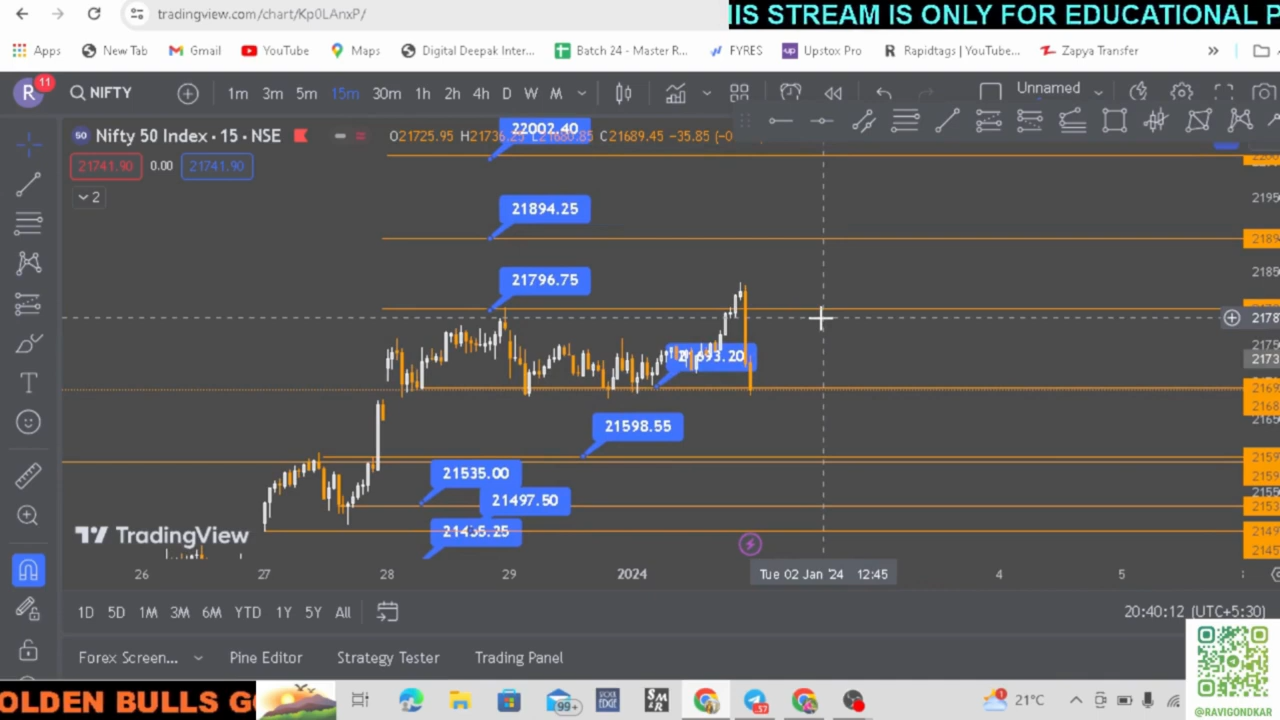 tradingview.com/chart/Kp0LAnxP/
HIS STREAM IS ONLY FOR EDUCATIONAL P
Apps New Tab Gmail YouTube Maps Digital Deepak Inter... Batch 24 - Master R... FYRES Upstox Pro Rapidtags | YouTube... Zapya Transfer
R 11 NIFTY 1m 3m 5m 15m 30m 1h 2h 4h D W M Unnamed
50 Nifty 50 Index · 15 · NSE O21725.95 C21689.45 −35.85
21741.90 0.00 21741.90
2
22002.40
21894.25
21796.75
21598.55
21535.00
21497.50
TradingView
26 27 28 29 2024 Tue 02 Jan '24 12:45 4 5
1D 5D 1M 3M 6M YTD 1Y 5Y All 20:40:12 (UTC+5:30)
Forex Screen... Pine Editor Strategy Tester Trading Panel
OLDEN BULLS G
99+
21°C
@RAVIGONDKAR